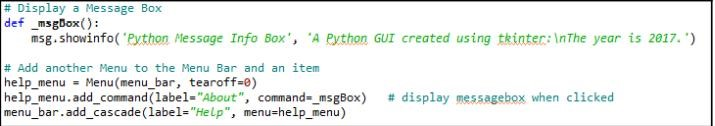 # Display a Message Box
def _msgBox():
    msg.showinfo('Python Message Info Box', 'A Python GUI created using tkinter:\nThe year is 2017.')
# Add another Menu to the Menu Bar and an item
help_menu = Menu(menu_bar, tearoff=0)
help_menu.add_command(label="About", command=_msgBox)   # display messagebox when clicked
menu_bar.add_cascade(label="Help", menu=help_menu)